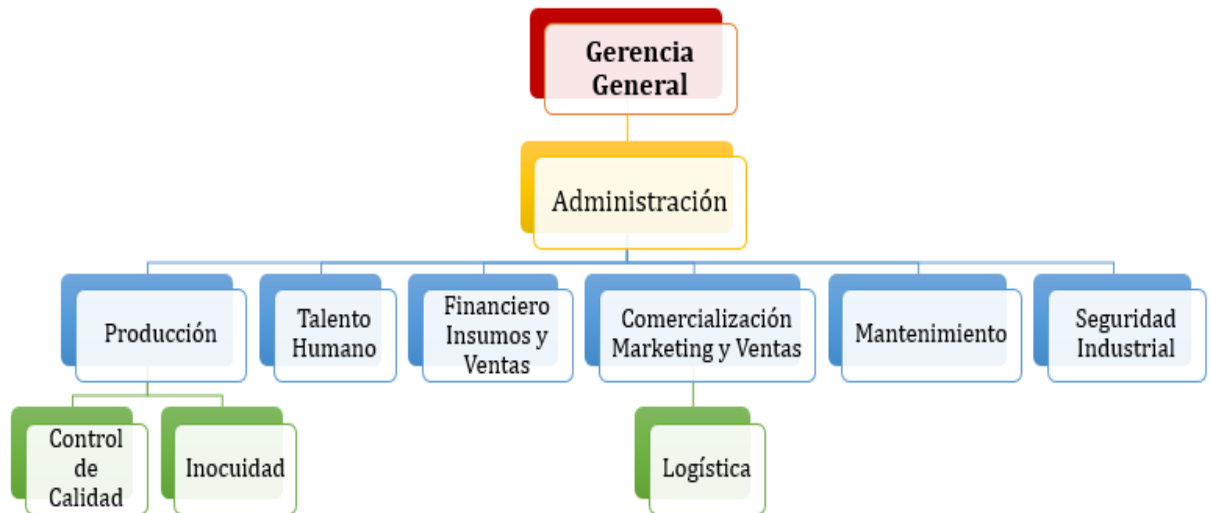 Gerencia
General
Administración
Producción
Talento
Humano
Financiero
Insumos y
Ventas
Comercialización
Marketing y Ventas
Mantenimiento
Seguridad
Industrial
Control
de
Calidad
Inocuidad
Logística